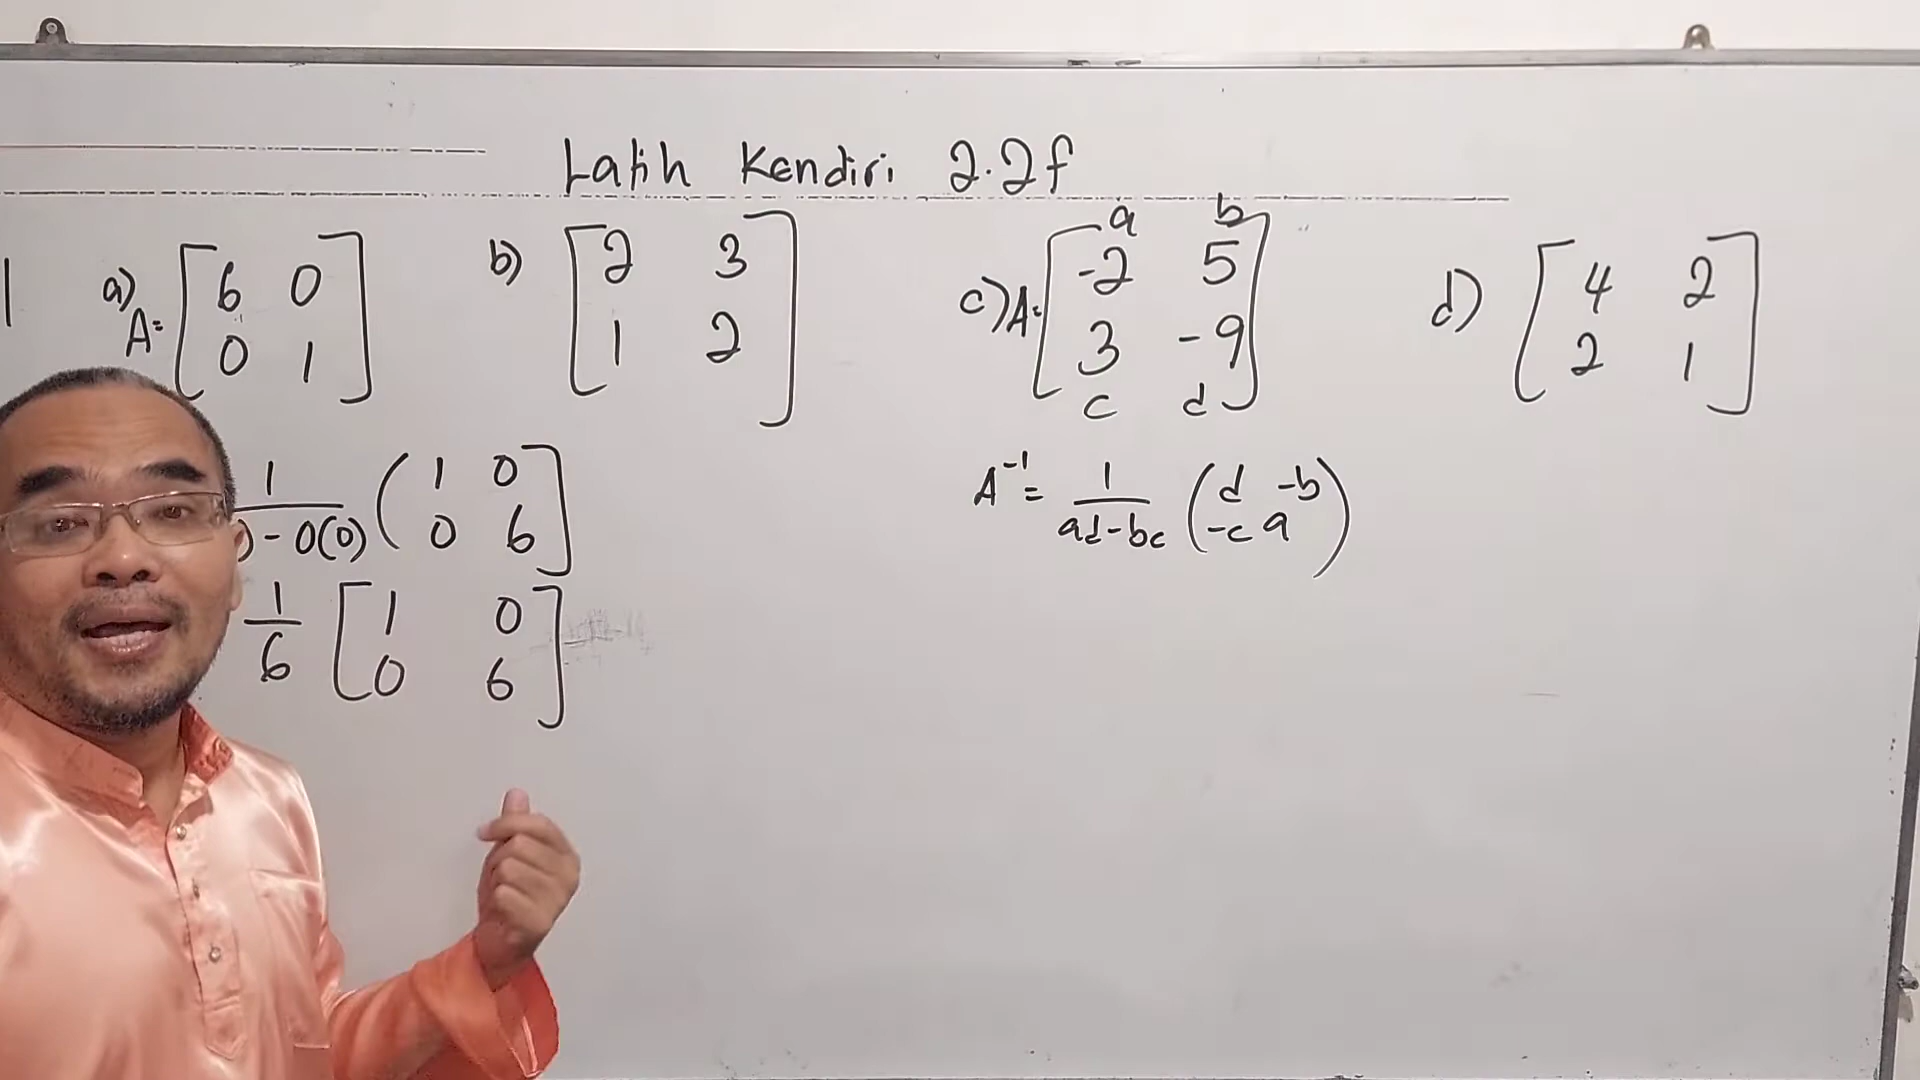 Latih Kendiri 2.2f
1 a) A= [6 0
0 1]
b) [2 3
1 2]
c) A= [-2 5
3 -9]
a b
c d
d) [4 2
2 1]
1 / ) - 0(0) (1 0
0 6]
1/6 [1 0
0 6]
A⁻¹ = 1/ad-bc (d -b
-c a)